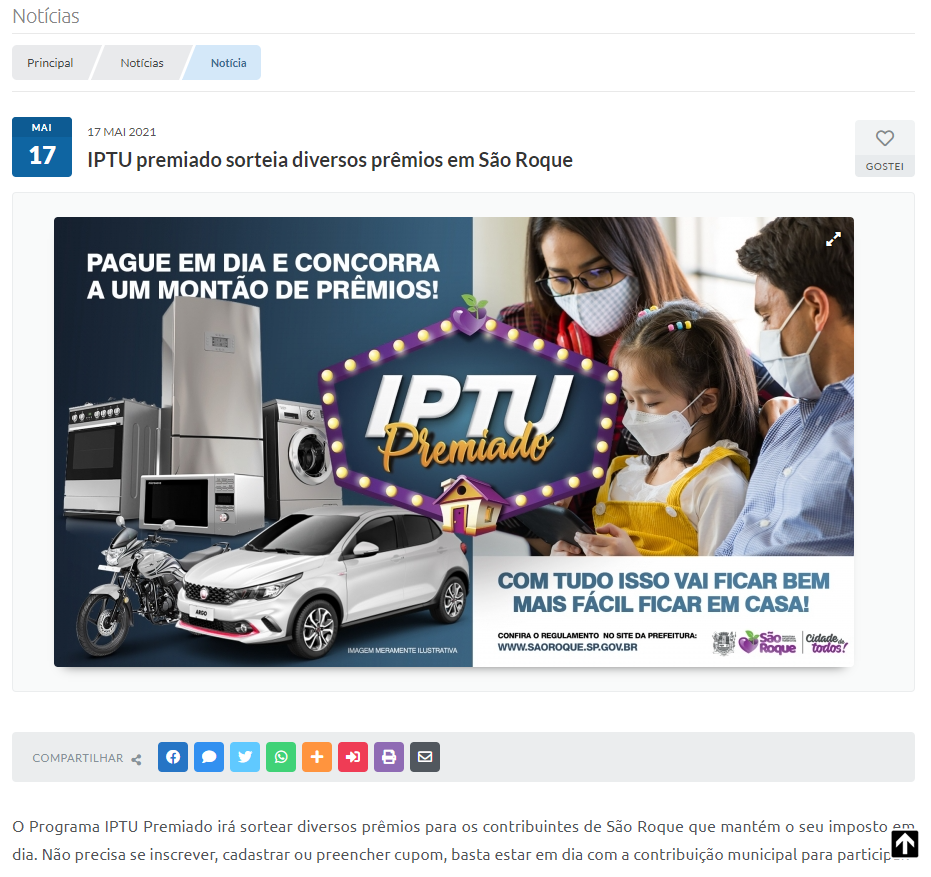 Notícias
Principal
Notícias
Notícia
MAI
17
17 MAI 2021
IPTU premiado sorteia diversos prêmios em São Roque
GOSTEI
PAGUE EM DIA E CONCORRA
A UM MONTÃO DE PRÊMIOS!
IPTU
Premiado
ARGO
COM TUDO ISSO VAI FICAR BEM
MAIS FÁCIL FICAR EM CASA!
CONFIRA O REGULAMENTO NO SITE DA PREFEITURA:
WWW.SAOROQUE.SP.GOV.BR
São
Roque
Cidade de
todos!
IMAGEM MERAMENTE ILUSTRATIVA
COMPARTILHAR
O Programa IPTU Premiado irá sortear diversos prêmios para os contribuintes de São Roque que mantém o seu imposto em
dia. Não precisa se inscrever, cadastrar ou preencher cupom, basta estar em dia com a contribuição municipal para